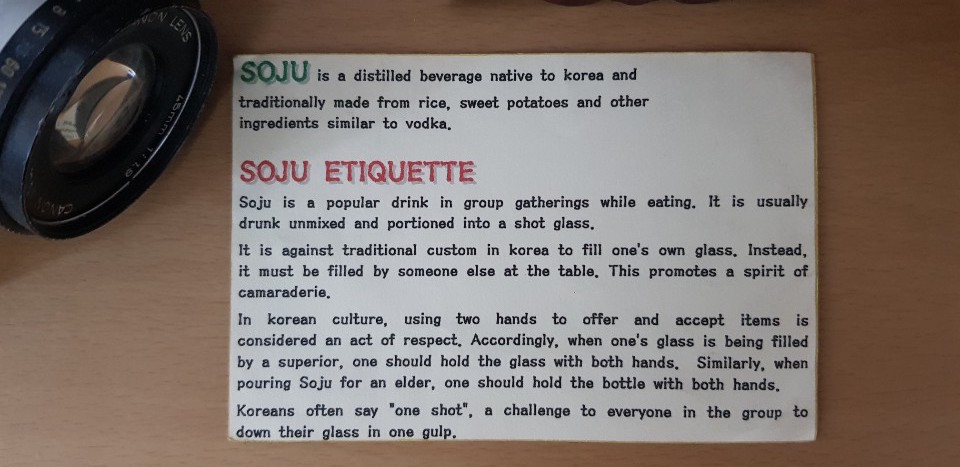 SOJU is a distilled beverage native to korea and
traditionally made from rice, sweet potatoes and other
ingredients similar to vodka.
SOJU ETIQUETTE
Soju is a popular drink in group gatherings while eating. It is usually
drunk unmixed and portioned into a shot glass.
It is against traditional custom in korea to fill one's own glass. Instead,
it must be filled by someone else at the table. This promotes a spirit of
camaraderie.
In korean culture, using two hands to offer and accept items is
considered an act of respect. Accordingly, when one's glass is being filled
by a superior, one should hold the glass with both hands. Similarly, when
pouring Soju for an elder, one should hold the bottle with both hands.
Koreans often say "one shot", a challenge to everyone in the group to
down their glass in one gulp.
LENS
45mm 1:1.9